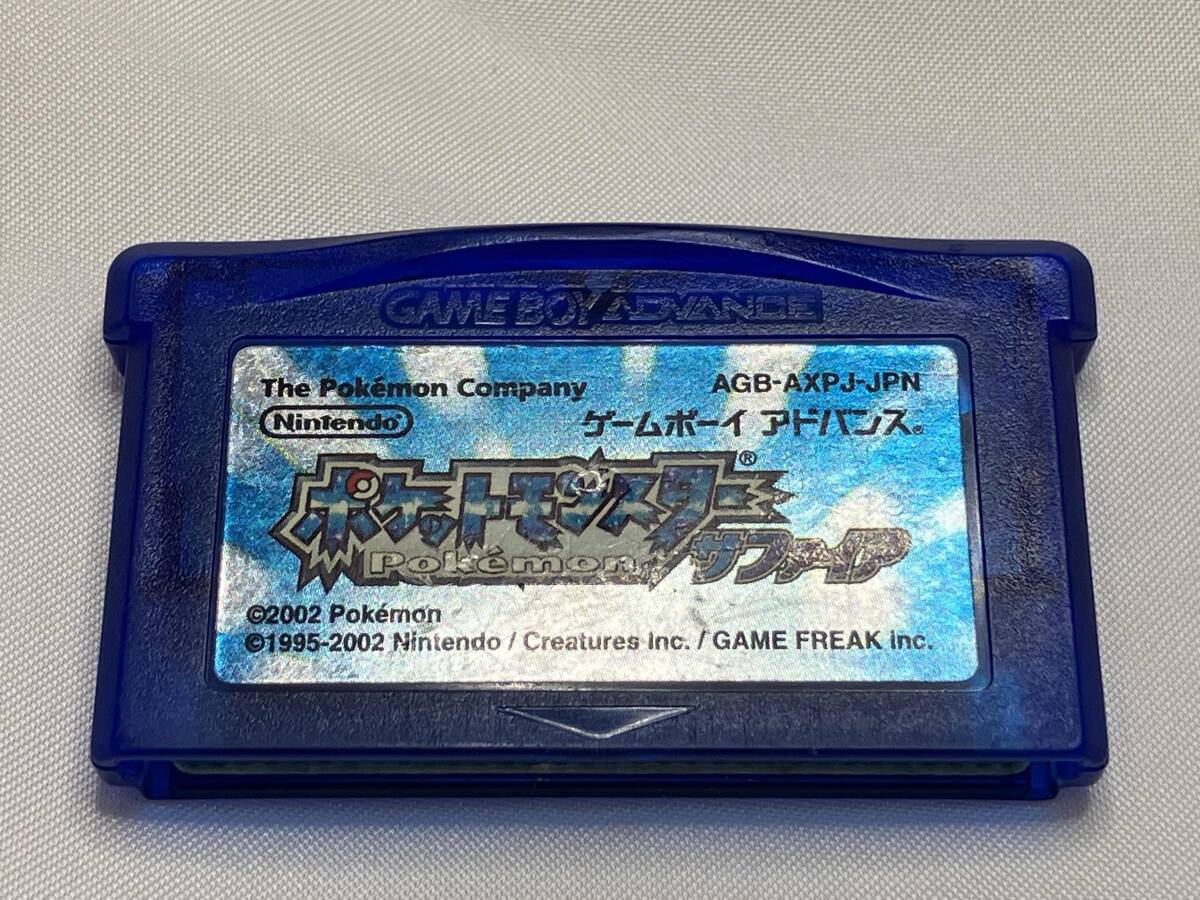 GAME BOY ADVANCE
The Pokémon Company
AGB-AXPJ-JPN
Nintendo
ゲームボーイ アドバンス®
ポケットモンスター®
Pokémon
サファイア
©2002 Pokémon
©1995-2002 Nintendo / Creatures Inc. / GAME FREAK inc.